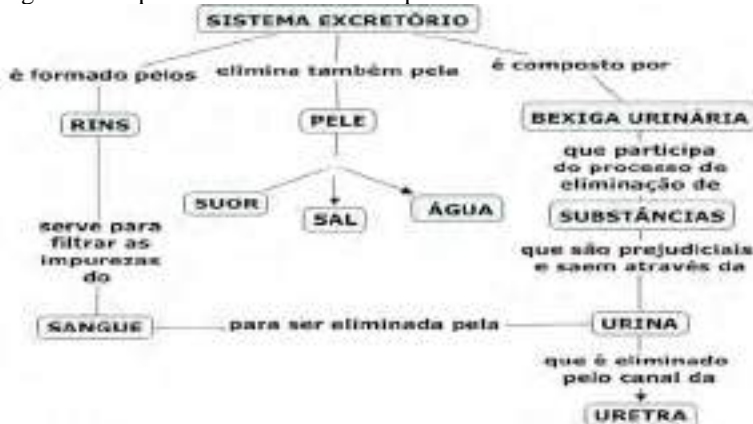 SISTEMA EXCRETÓRIO
é formado pelos
elimina também pela
é composto por
RINS
PELE
BEXIGA URINÁRIA
que participa
do processo de
eliminação de
SUOR
SAL
ÁGUA
SUBSTÂNCIAS
serve para
filtrar as
impurezas
do
que são prejudiciais
e saem através da
SANGUE
para ser eliminada pela
URINA
que é eliminado
pelo canal da
URETRA